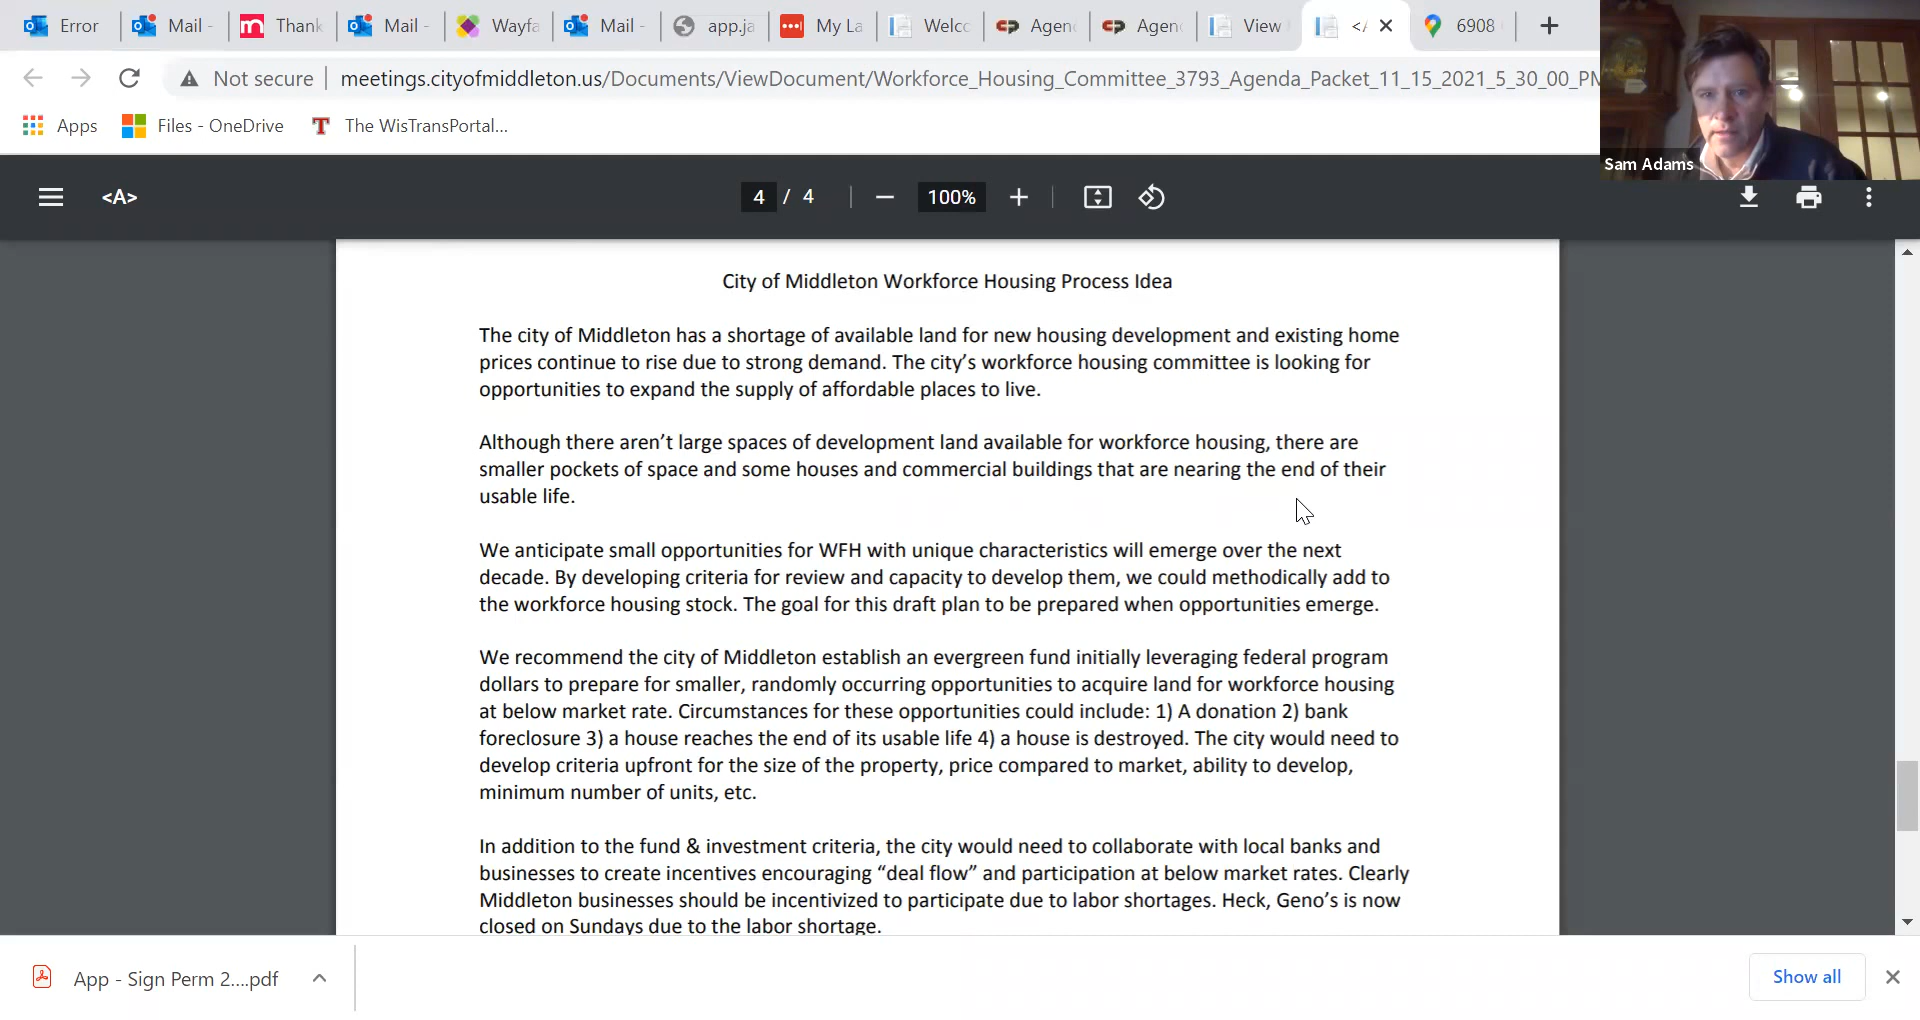 Error
Mail -
Thank
Mail -
Wayfa
Mail -
app.ja
My La
Welco
Agen
Agen
View
<A
6908
Not secure
meetings.cityofmiddleton.us/Documents/ViewDocument/Workforce_Housing_Committee_3793_Agenda_Packet_11_15_2021_5_30_00_PM
Apps
Files - OneDrive
The WisTransPortal...
Sam Adams
<A>
4 / 4
100%
City of Middleton Workforce Housing Process Idea
The city of Middleton has a shortage of available land for new housing development and existing home
prices continue to rise due to strong demand. The city’s workforce housing committee is looking for
opportunities to expand the supply of affordable places to live.
Although there aren’t large spaces of development land available for workforce housing, there are
smaller pockets of space and some houses and commercial buildings that are nearing the end of their
usable life.
We anticipate small opportunities for WFH with unique characteristics will emerge over the next
decade. By developing criteria for review and capacity to develop them, we could methodically add to
the workforce housing stock. The goal for this draft plan to be prepared when opportunities emerge.
We recommend the city of Middleton establish an evergreen fund initially leveraging federal program
dollars to prepare for smaller, randomly occurring opportunities to acquire land for workforce housing
at below market rate. Circumstances for these opportunities could include: 1) A donation 2) bank
foreclosure 3) a house reaches the end of its usable life 4) a house is destroyed. The city would need to
develop criteria upfront for the size of the property, price compared to market, ability to develop,
minimum number of units, etc.
In addition to the fund & investment criteria, the city would need to collaborate with local banks and
businesses to create incentives encouraging “deal flow” and participation at below market rates. Clearly
Middleton businesses should be incentivized to participate due to labor shortages. Heck, Geno’s is now
closed on Sundays due to the labor shortage.
App - Sign Perm 2....pdf
Show all